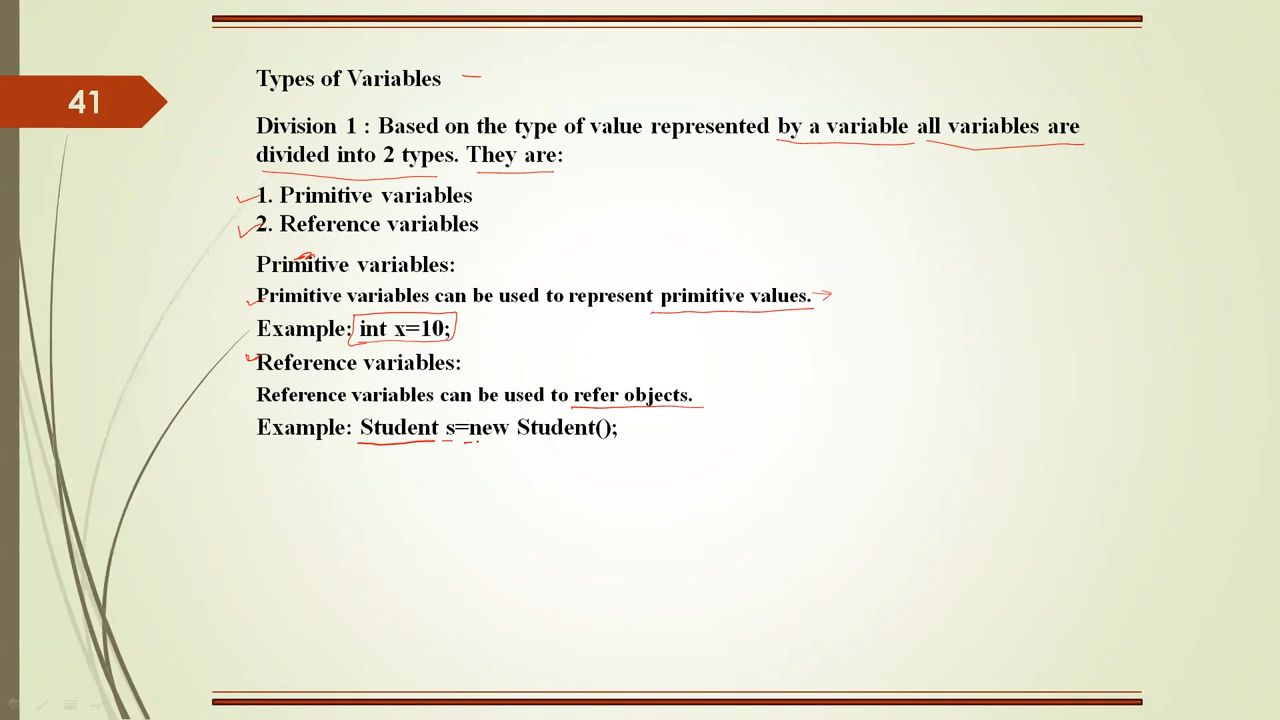 41
Types of Variables
Division 1 : Based on the type of value represented by a variable all variables are
divided into 2 types. They are:
1. Primitive variables
2. Reference variables
Primitive variables:
Primitive variables can be used to represent primitive values.
Example: int x=10;
Reference variables:
Reference variables can be used to refer objects.
Example: Student s=new Student();